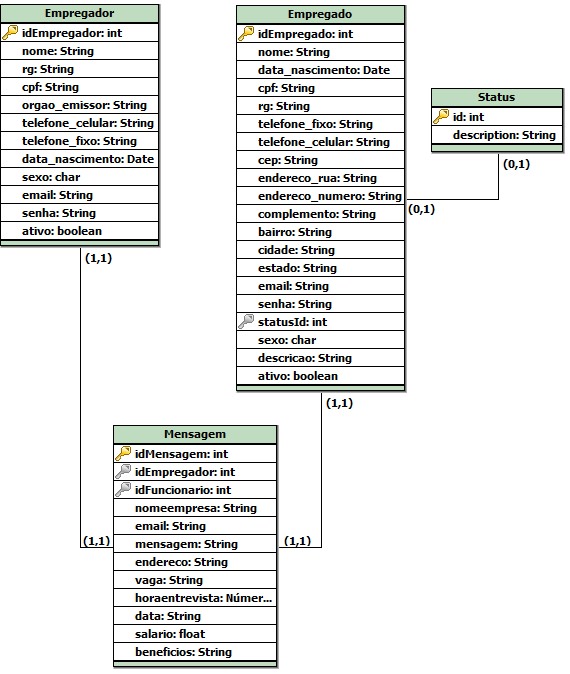 Empregador
idEmpregador: int
nome: String
rg: String
cpf: String
orgao_emissor: String
telefone_celular: String
telefone_fixo: String
data_nascimento: Date
sexo: char
email: String
senha: String
ativo: boolean
(1,1)
Empregado
idEmpregado: int
nome: String
data_nascimento: Date
cpf: String
rg: String
telefone_fixo: String
telefone_celular: String
cep: String
endereco_rua: String
endereco_numero: String
complemento: String
bairro: String
cidade: String
estado: String
email: String
senha: String
statusId: int
sexo: char
descricao: String
ativo: boolean
(1,1)
Status
id: int
description: String
(0,1)
(0,1)
Mensagem
idMensagem: int
idEmpregador: int
idFuncionario: int
nomeempresa: String
email: String
mensagem: String
endereco: String
vaga: String
horaentrevista: Númer...
data: String
salario: float
beneficios: String
(1,1)
(1,1)